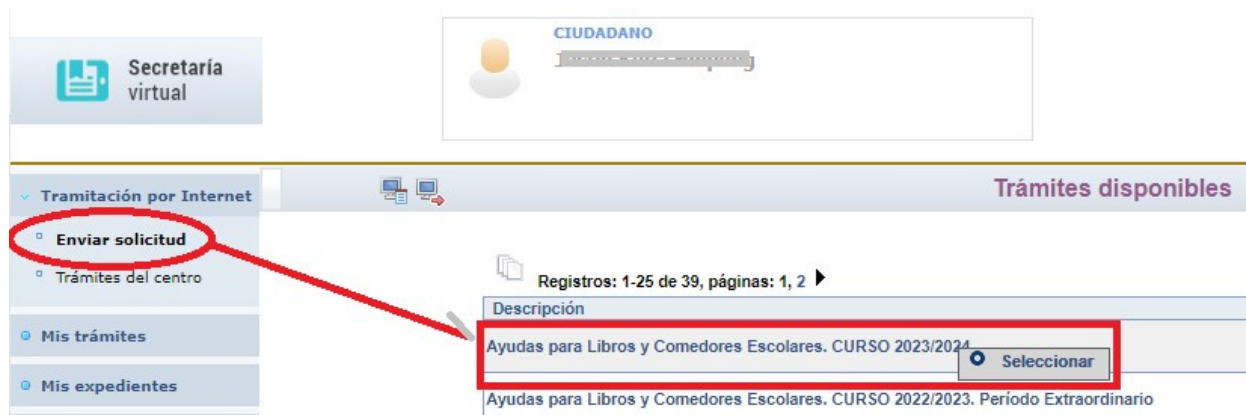 CIUDADANO
Secretaría
virtual
Tramitación por Internet
Trámites disponibles
Enviar solicitud
Trámites del centro
Registros: 1-25 de 39, páginas: 1, 2
Descripción
Mis trámites
Ayudas para Libros y Comedores Escolares. CURSO 2023/2024
Seleccionar
Mis expedientes
Ayudas para Libros y Comedores Escolares. CURSO 2022/2023. Período Extraordinario